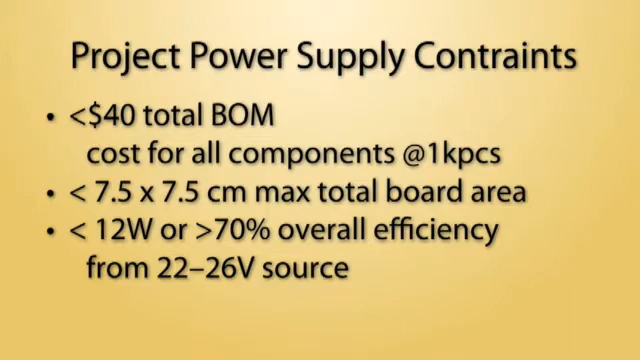 Project Power Supply Contraints
• <$40 total BOM
cost for all components @1kpcs
• < 7.5 x 7.5 cm max total board area
• < 12W or >70% overall efficiency
from 22–26V source